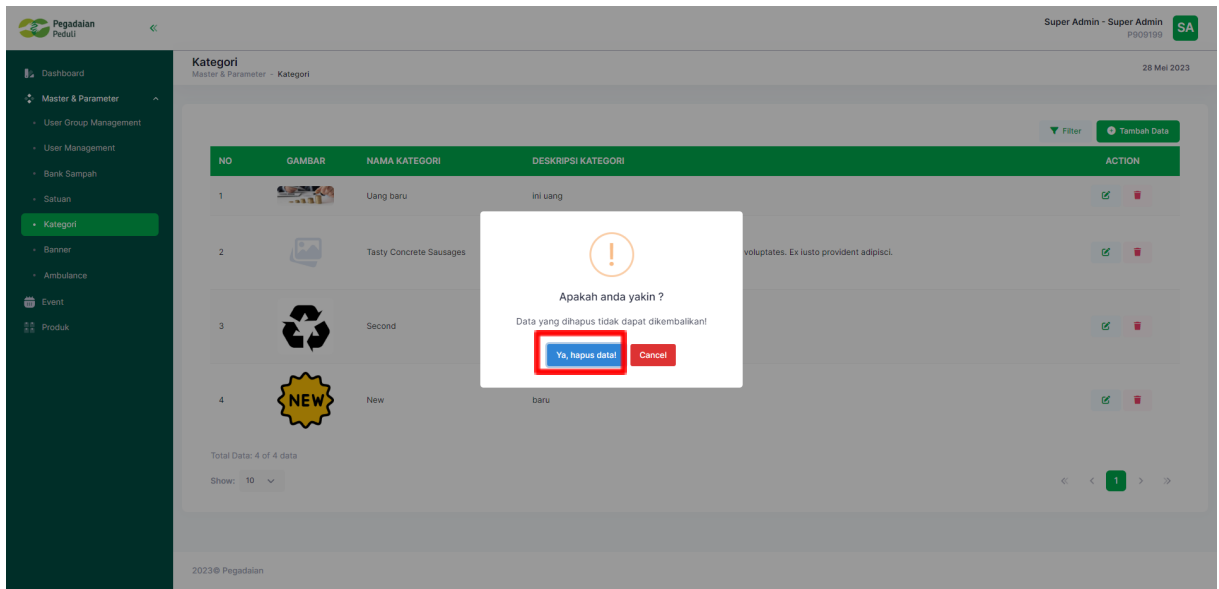 Pegadaian
Peduli
Super Admin - Super Admin
P909199
SA
Dashboard
Master & Parameter
User Group Management
User Management
Bank Sampah
Satuan
Kategori
Banner
Ambulance
Event
Produk
Kategori
Master & Parameter - Kategori
28 Mei 2023
Filter
Tambah Data
NO GAMBAR NAMA KATEGORI DESKRIPSI KATEGORI ACTION
1 Uang baru ini uang
2 Tasty Concrete Sausages voluptates. Ex iusto provident adipisci.
3 Second
4 NEW New baru
Apakah anda yakin ?
Data yang dihapus tidak dapat dikembalikan!
Ya, hapus data!
Cancel
Total Data: 4 of 4 data
Show: 10
1
2023© Pegadaian